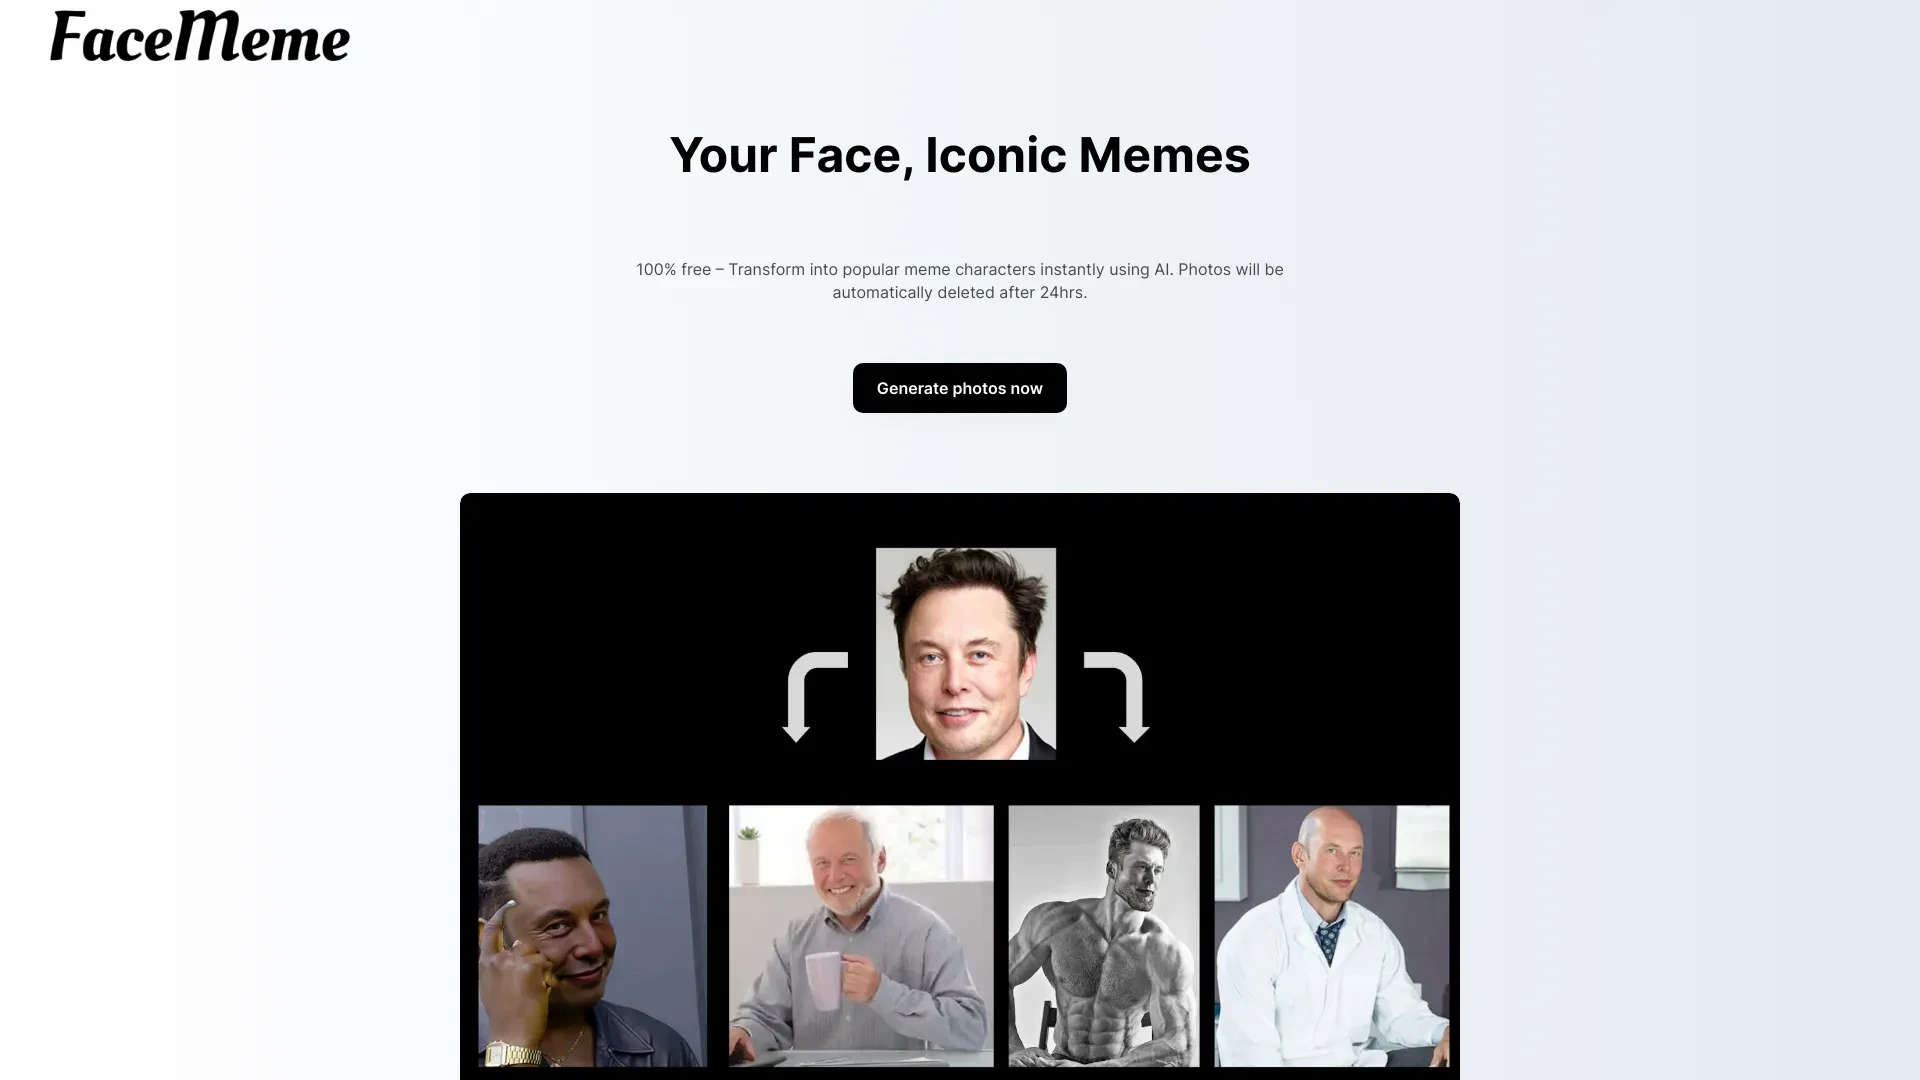 FaceMeme
Your Face, Iconic Memes
100% free – Transform into popular meme characters instantly using AI. Photos will be
automatically deleted after 24hrs.
Generate photos now